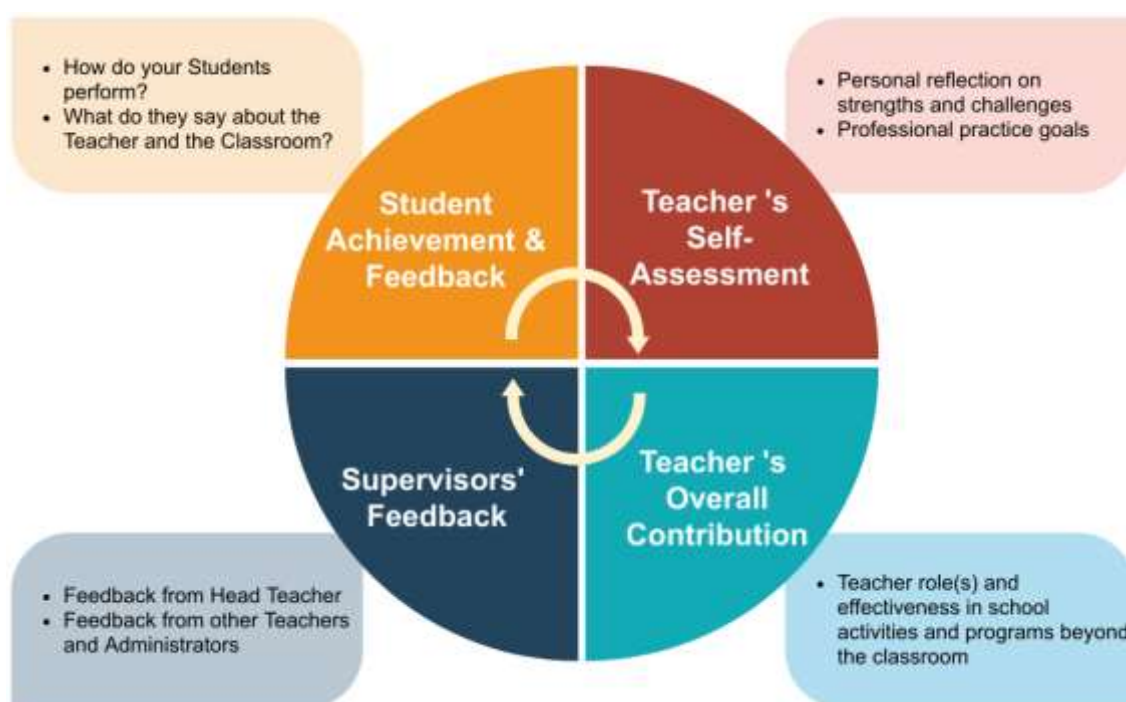 • How do your Students
perform?
• What do they say about the
Teacher and the Classroom?
• Personal reflection on
strengths and challenges
• Professional practice goals
Student
Achievement &
Feedback
Teacher 's
Self-
Assessment
Supervisors'
Feedback
Teacher 's
Overall
Contribution
• Feedback from Head Teacher
• Feedback from other Teachers
and Administrators
• Teacher role(s) and
effectiveness in school
activities and programs beyond
the classroom